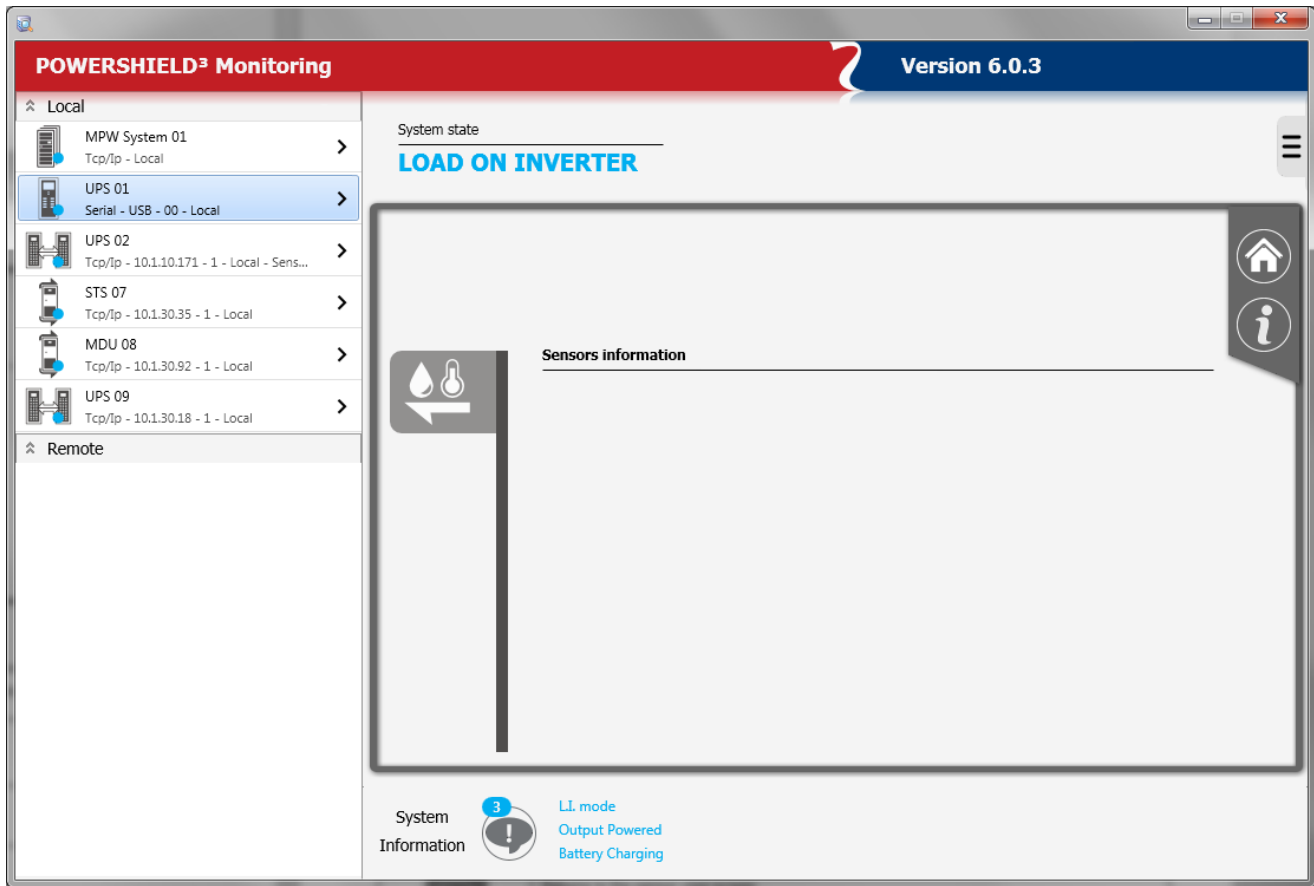 POWERSHIELD³ Monitoring
Version 6.0.3
Local
MPW System 01
Tcp/Ip - Local
UPS 01
Serial - USB - 00 - Local
UPS 02
Tcp/Ip - 10.1.10.171 - 1 - Local - Sens...
STS 07
Tcp/Ip - 10.1.30.35 - 1 - Local
MDU 08
Tcp/Ip - 10.1.30.92 - 1 - Local
UPS 09
Tcp/Ip - 10.1.30.18 - 1 - Local
Remote
System state
LOAD ON INVERTER
Sensors information
System
Information
3
L.I. mode
Output Powered
Battery Charging